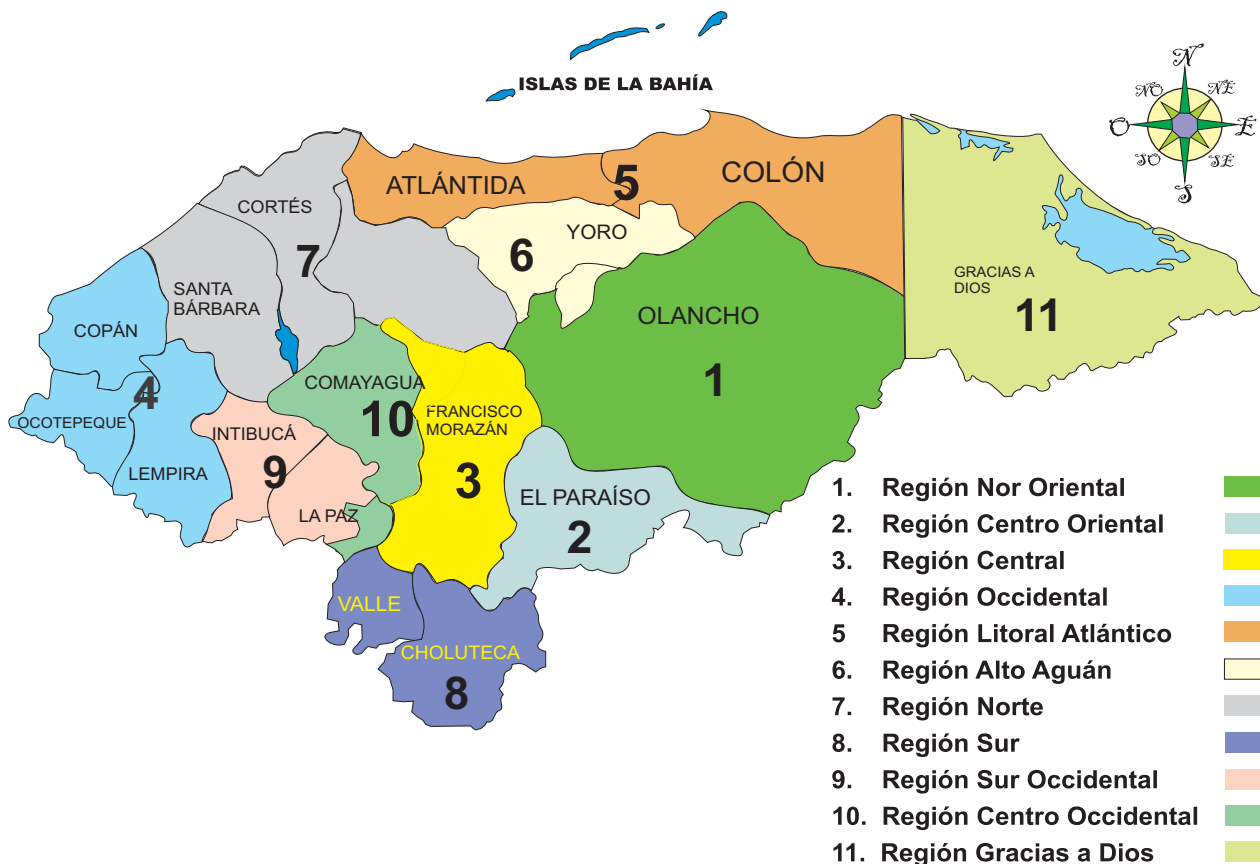 ISLAS DE LA BAHÍA
N
NO
NE
O
E
SO
SE
S
ATLÁNTIDA
5
COLÓN
CORTÉS
7
6
YORO
SANTA
BÁRBARA
GRACIAS A
DIOS
11
COPÁN
OLANCHO
1
4
COMAYAGUA
10
OCOTEPEQUE
FRANCISCO
MORAZÁN
INTIBUCÁ
9
LEMPIRA
3
EL PARAÍSO
2
LA PAZ
VALLE
CHOLUTECA
8
1. Región Nor Oriental
2. Región Centro Oriental
3. Región Central
4. Región Occidental
5 Región Litoral Atlántico
6. Región Alto Aguán
7. Región Norte
8. Región Sur
9. Región Sur Occidental
10. Región Centro Occidental
11. Región Gracias a Dios